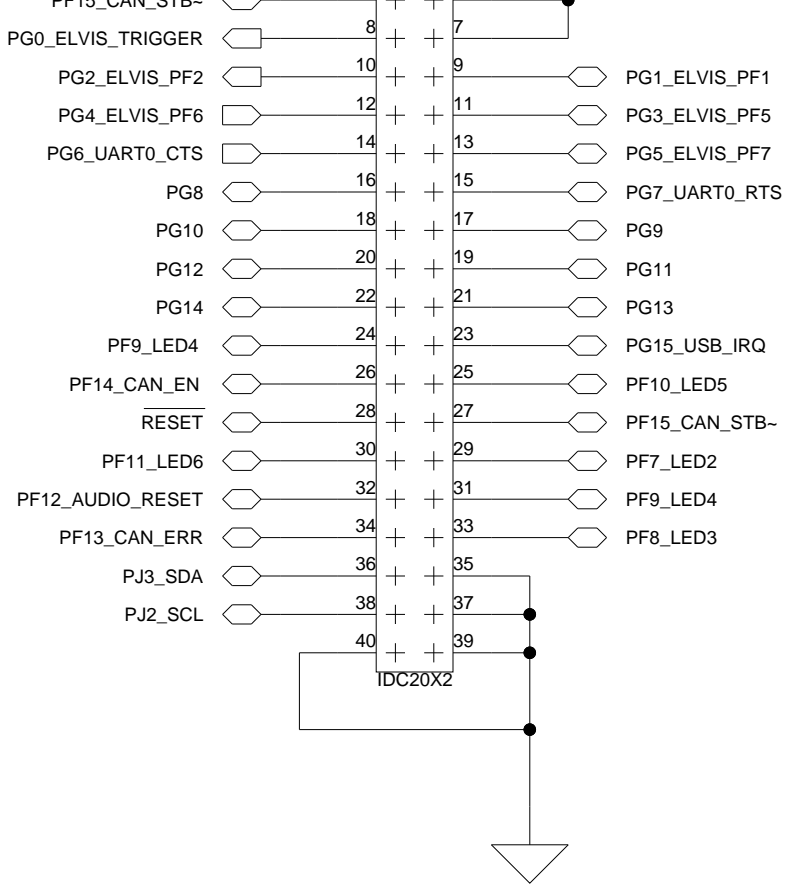 PF15_CAN_STB~
PG0_ELVIS_TRIGGER 8 7
PG2_ELVIS_PF2 10 9 PG1_ELVIS_PF1
PG4_ELVIS_PF6 12 11 PG3_ELVIS_PF5
PG6_UART0_CTS 14 13 PG5_ELVIS_PF7
PG8 16 15 PG7_UART0_RTS
PG10 18 17 PG9
PG12 20 19 PG11
PG14 22 21 PG13
PF9_LED4 24 23 PG15_USB_IRQ
PF14_CAN_EN 26 25 PF10_LED5
RESET 28 27 PF15_CAN_STB~
PF11_LED6 30 29 PF7_LED2
PF12_AUDIO_RESET 32 31 PF9_LED4
PF13_CAN_ERR 34 33 PF8_LED3
PJ3_SDA 36 35
PJ2_SCL 38 37
40 39
IDC20X2